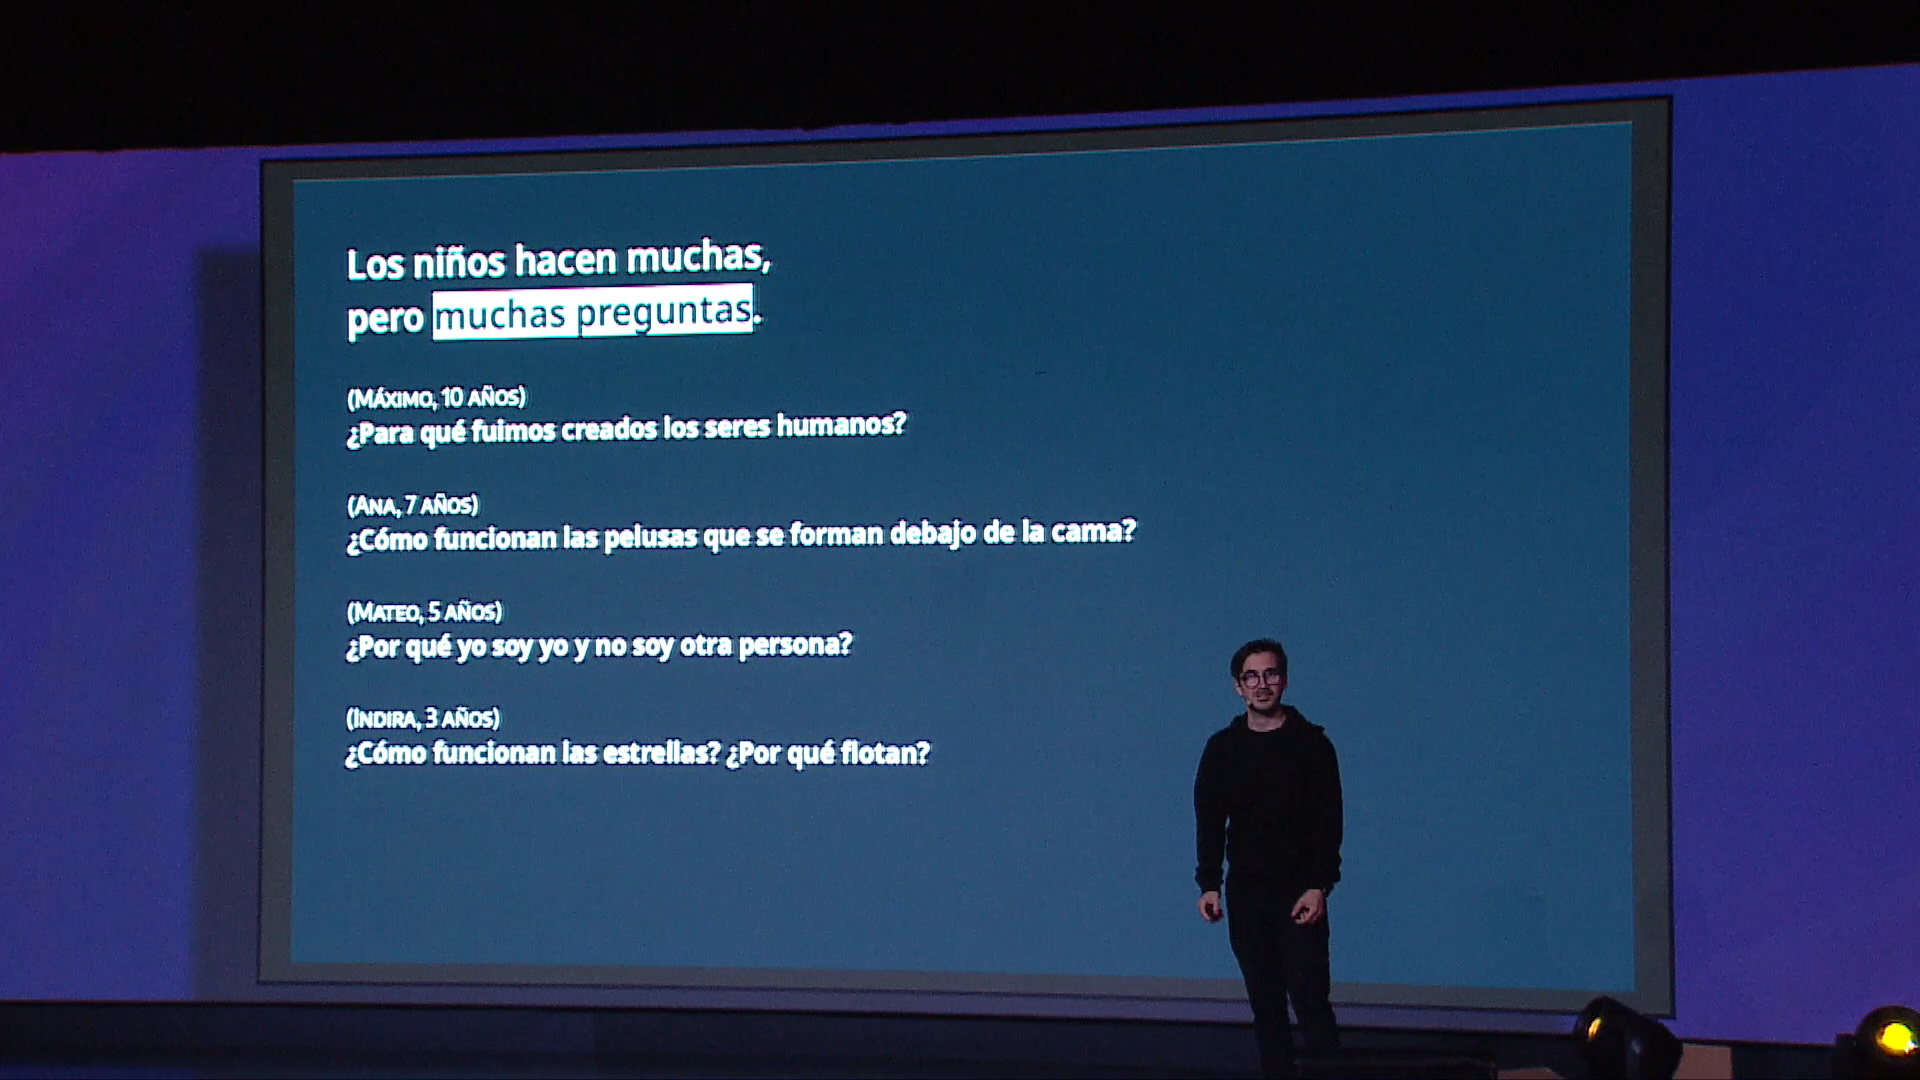 Los niños hacen muchas,
pero muchas preguntas.
(MÁXIMO, 10 AÑOS)
¿Para qué fuimos creados los seres humanos?
(ANA, 7 AÑOS)
¿Cómo funcionan las pelusas que se forman debajo de la cama?
(MATEO, 5 AÑOS)
¿Por qué yo soy yo y no soy otra persona?
(INDIRA, 3 AÑOS)
¿Cómo funcionan las estrellas? ¿Por qué flotan?